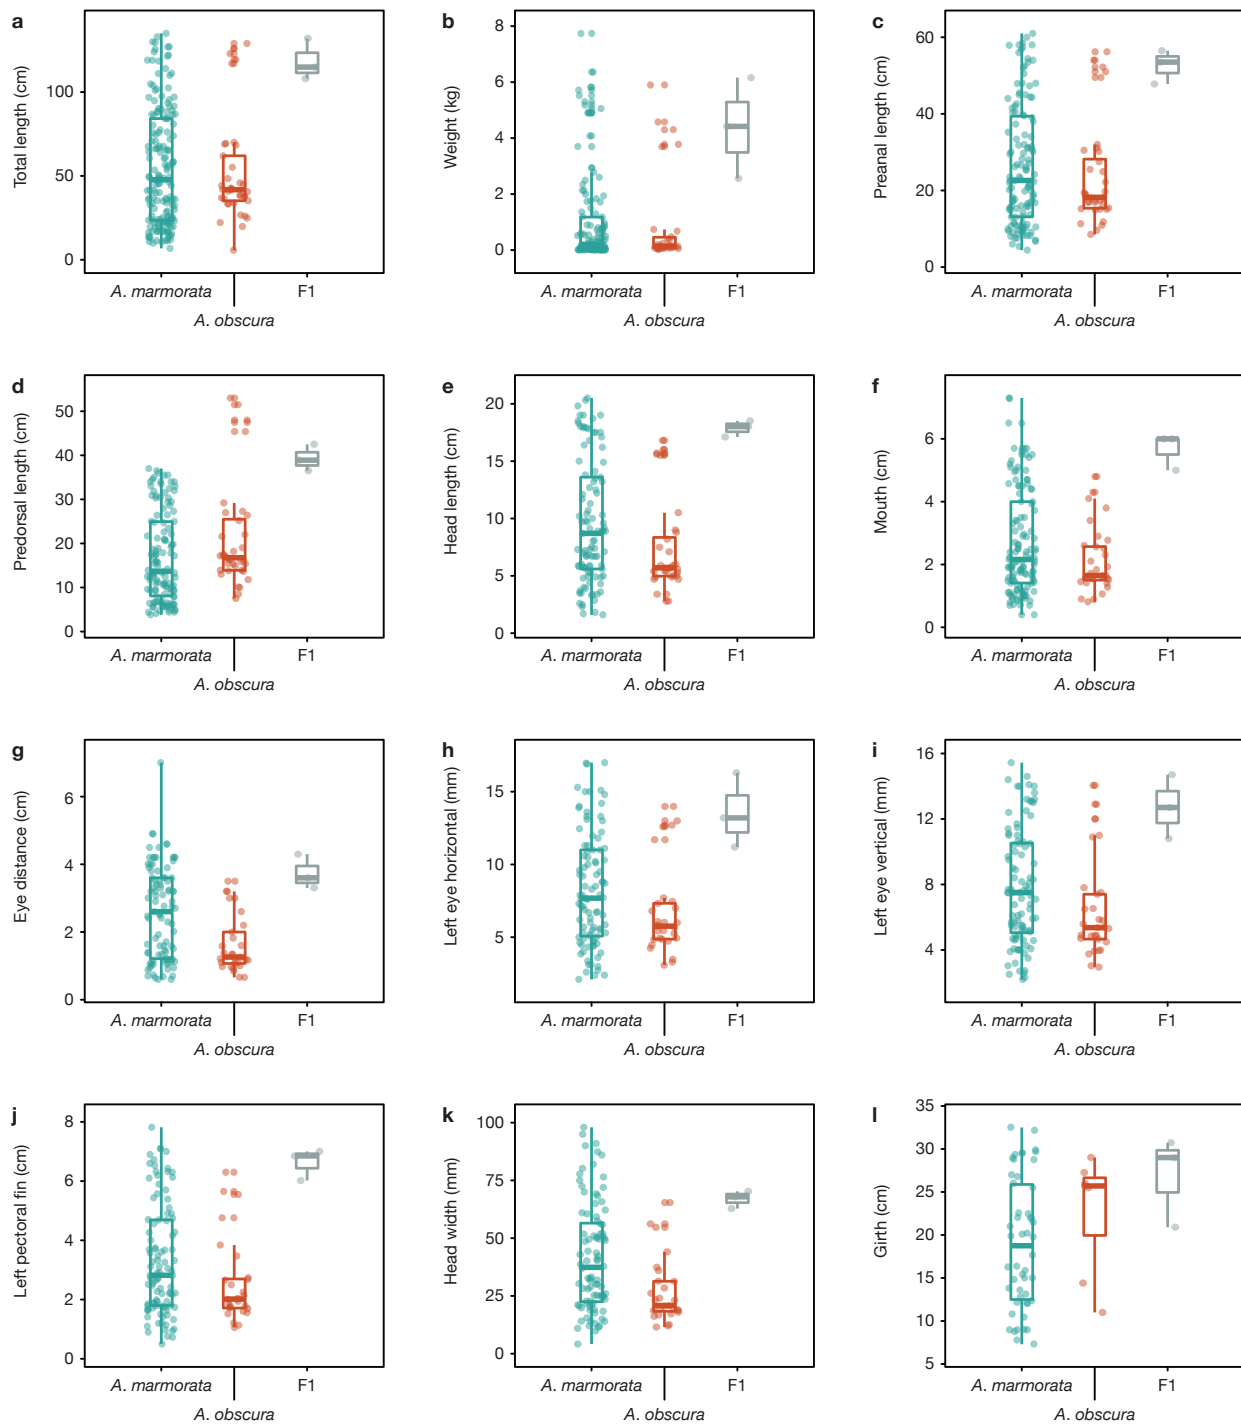 a
Total length (cm)
100
50
0
A. marmorata
F1
A. obscura
b
Weight (kg)
8
6
4
2
0
A. marmorata
F1
A. obscura
c
Preanal length (cm)
60
40
20
0
A. marmorata
F1
A. obscura
d
Predorsal length (cm)
50
40
30
20
10
0
A. marmorata
F1
A. obscura
e
Head length (cm)
20
15
10
5
0
A. marmorata
F1
A. obscura
f
Mouth (cm)
6
4
2
0
A. marmorata
F1
A. obscura
g
Eye distance (cm)
6
4
2
0
A. marmorata
F1
A. obscura
h
Left eye horizontal (mm)
15
10
5
A. marmorata
F1
A. obscura
i
Left eye vertical (mm)
16
12
8
4
A. marmorata
F1
A. obscura
j
Left pectoral fin (cm)
8
6
4
2
0
A. marmorata
F1
A. obscura
k
Head width (mm)
100
75
50
25
0
A. marmorata
F1
A. obscura
l
Girth (cm)
35
30
25
20
15
10
5
A. marmorata
F1
A. obscura